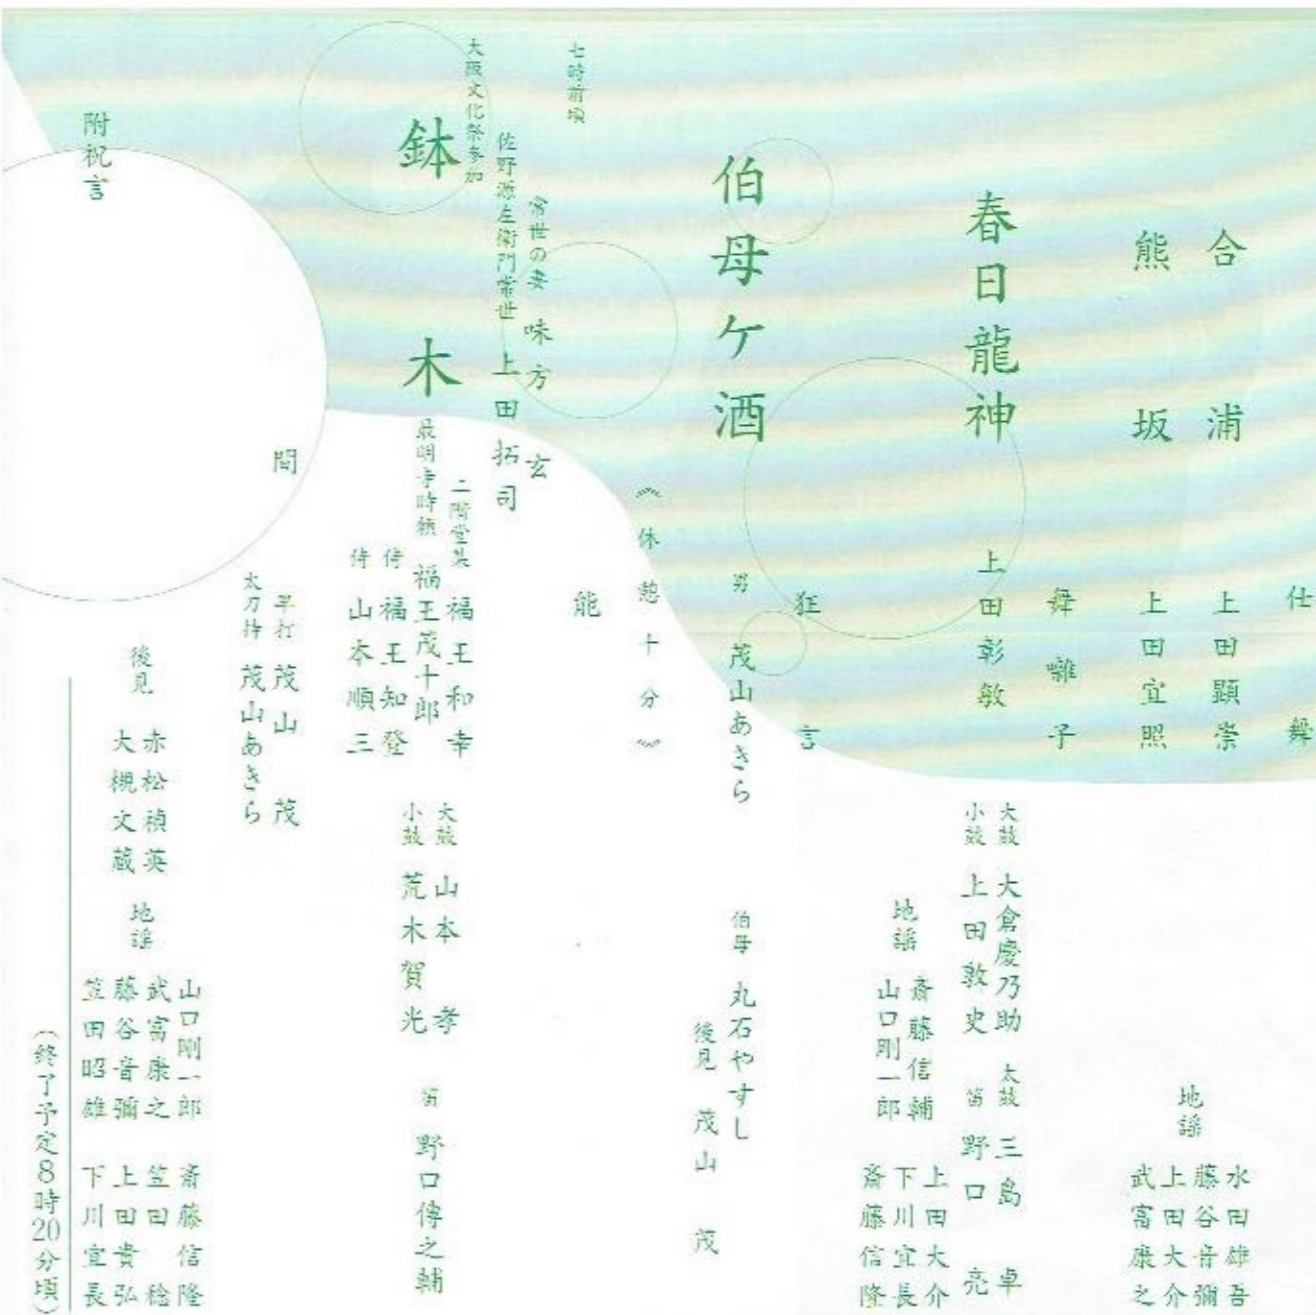 仕舞
合浦 上田顕崇
熊坂 上田宜照
地謡
水田雄吾
藤谷音彌
上田大介
武富康之
舞囃子
春日龍神 上田彰敏
大鼓 大倉慶乃助
小鼓 上田敦史
太鼓 三島卓
笛 野口亮
地謡
斎藤信輔
山口剛一郎
上田大介
下川宜長
斎藤信隆
狂言
伯母ケ酒
男 茂山あきら
伯母 丸石やすし
後見 茂山茂
︽休憩十分︾
能
七時前頃
常世の妻 味方玄
佐野源左衛門常世 上田拓司
大阪文化祭参加
鉢木
二階堂某 福王和幸
最明寺時頼 福王茂十郎
侍 福王知登
侍 山本順三
大鼓 山本孝
小鼓 荒木賀光
笛 野口傳之輔
間
早打 茂山茂
太刀持 茂山あきら
後見
赤松禎英
大槻文蔵
地謡
山口剛一郎
武富康之
藤谷音彌
笠田昭雄
斎藤信隆
笠田稔
上田貴弘
下川宜長
附祝言
(終了予定8時20分頃)